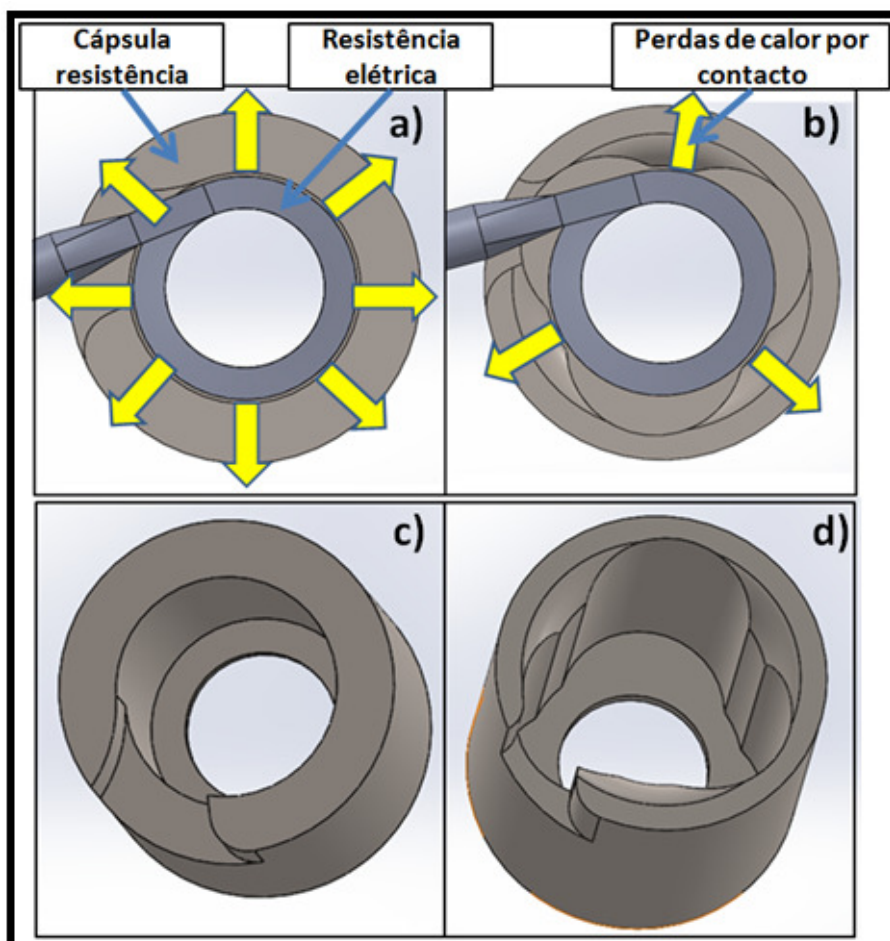 Cápsula
resistência
Resistência
elétrica
Perdas de calor por
contacto
a)
b)
c)
d)